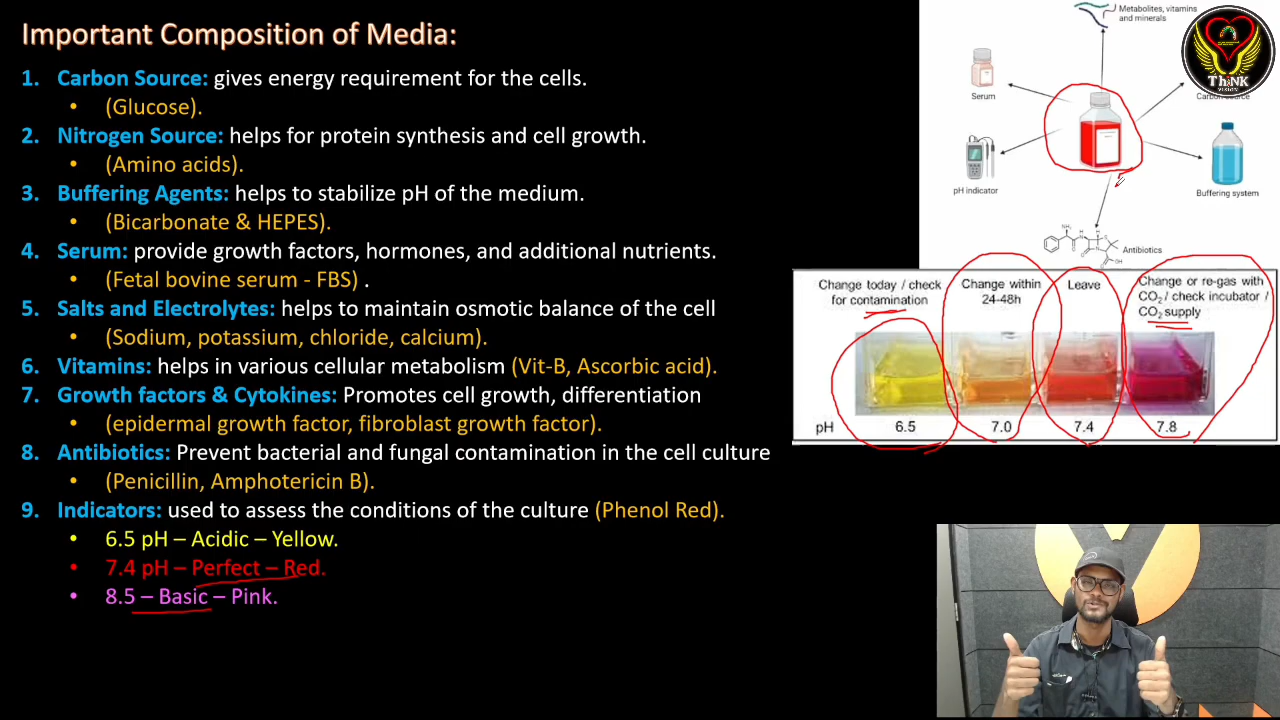 Important Composition of Media:
1. Carbon Source: gives energy requirement for the cells.
• (Glucose).
2. Nitrogen Source: helps for protein synthesis and cell growth.
• (Amino acids).
3. Buffering Agents: helps to stabilize pH of the medium.
• (Bicarbonate & HEPES).
4. Serum: provide growth factors, hormones, and additional nutrients.
• (Fetal bovine serum - FBS) .
5. Salts and Electrolytes: helps to maintain osmotic balance of the cell
• (Sodium, potassium, chloride, calcium).
6. Vitamins: helps in various cellular metabolism (Vit-B, Ascorbic acid).
7. Growth factors & Cytokines: Promotes cell growth, differentiation
• (epidermal growth factor, fibroblast growth factor).
8. Antibiotics: Prevent bacterial and fungal contamination in the cell culture
• (Penicillin, Amphotericin B).
9. Indicators: used to assess the conditions of the culture (Phenol Red).
• 6.5 pH – Acidic – Yellow.
• 7.4 pH – Perfect – Red.
• 8.5 – Basic – Pink.
Metabolites, vitamins
and minerals
ThiNK
VISION
Serum
pH indicator
Buffering system
NH₂
H
N
H
S
O
N
O
OH
Antibiotics
Change today / check
for contamination
Change within
24-48h
Leave
Change or re-gas with
CO₂ / check incubator /
CO₂ supply
pH 6.5 7.0 7.4 7.8